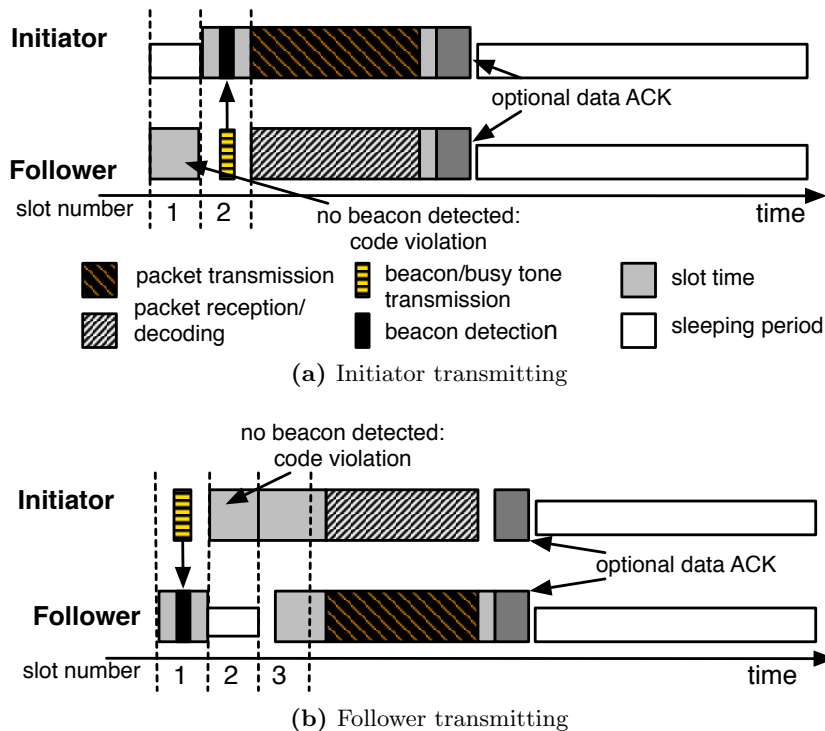 Initiator
optional data ACK
Follower
slot number 1 2 time
no beacon detected:
code violation
packet transmission
beacon/busy tone
transmission
slot time
packet reception/
decoding
beacon detection
sleeping period
(a) Initiator transmitting
no beacon detected:
code violation
Initiator
optional data ACK
Follower
slot number 1 2 3 time
(b) Follower transmitting